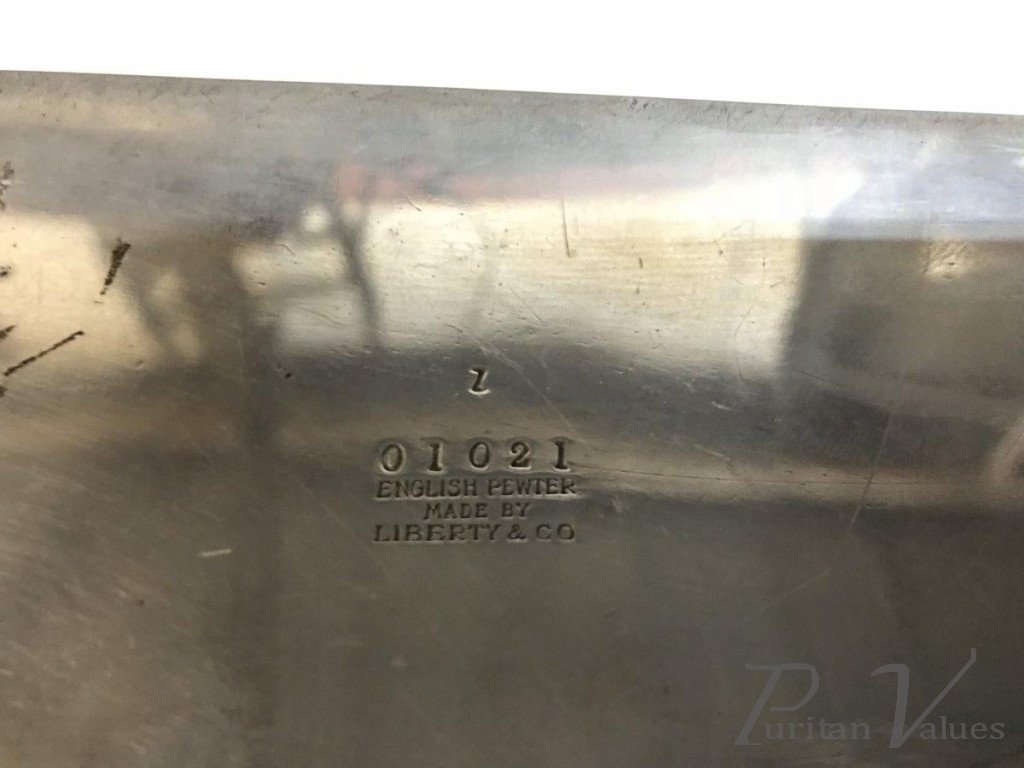 01021
ENGLISH PEWTER
MADE BY
LIBERTY & CO
Puritan Values